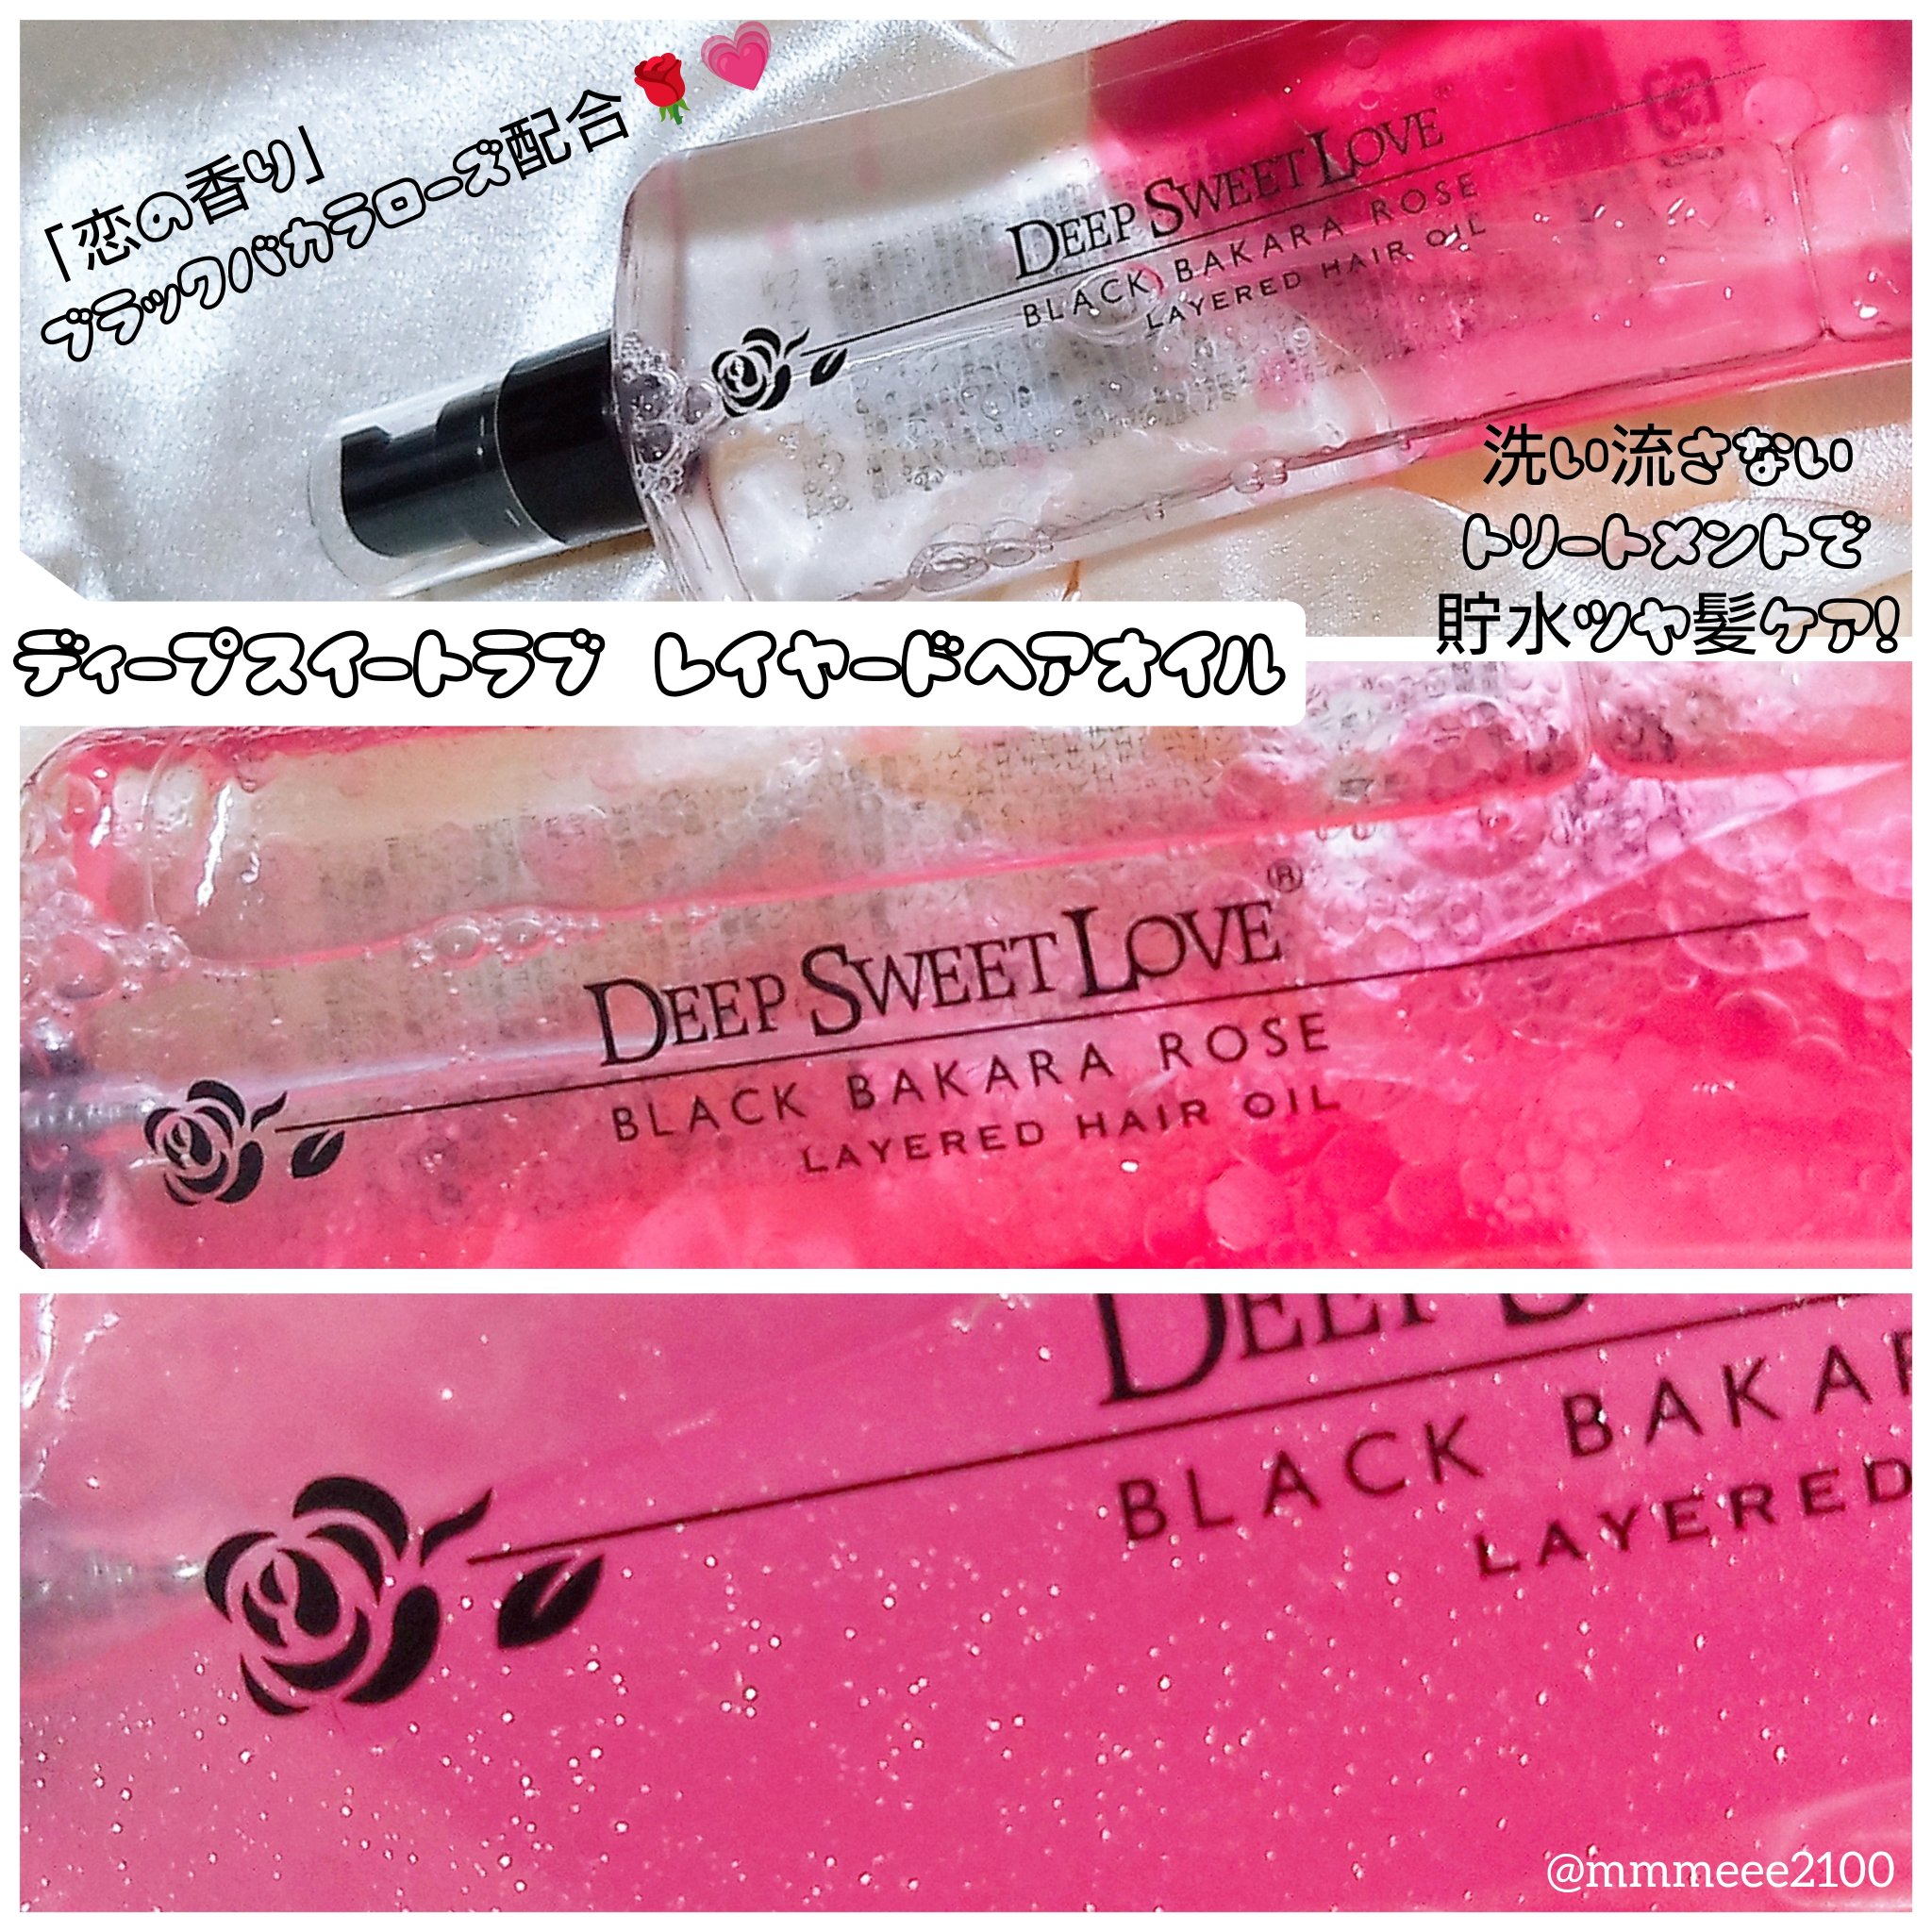 「恋の香り」
ブラックバカラローズ配合🌹💗
DEEP SWEET LOVE
BLACK BAKARA ROSE
LAYERED HAIR OIL
洗い流さない
トリートメントで
貯水ツヤ髪ケア!
ディープスイートラブ レイヤードヘアオイル
DEEP SWEET LOVE®
BLACK BAKARA ROSE
LAYERED HAIR OIL
BLACK
LAYERED
@mmmeee2100